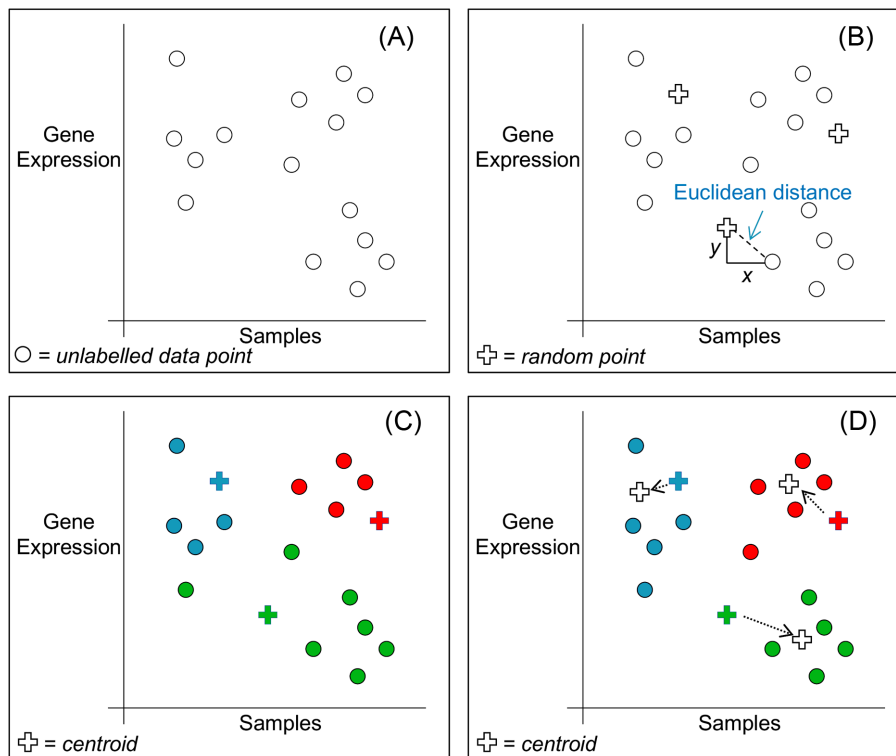 (A)
Gene
Expression
Samples
= unlabelled data point
(B)
Gene
Expression
Euclidean distance
y
x
Samples
= random point
(C)
Gene
Expression
Samples
= centroid
(D)
Gene
Expression
Samples
= centroid